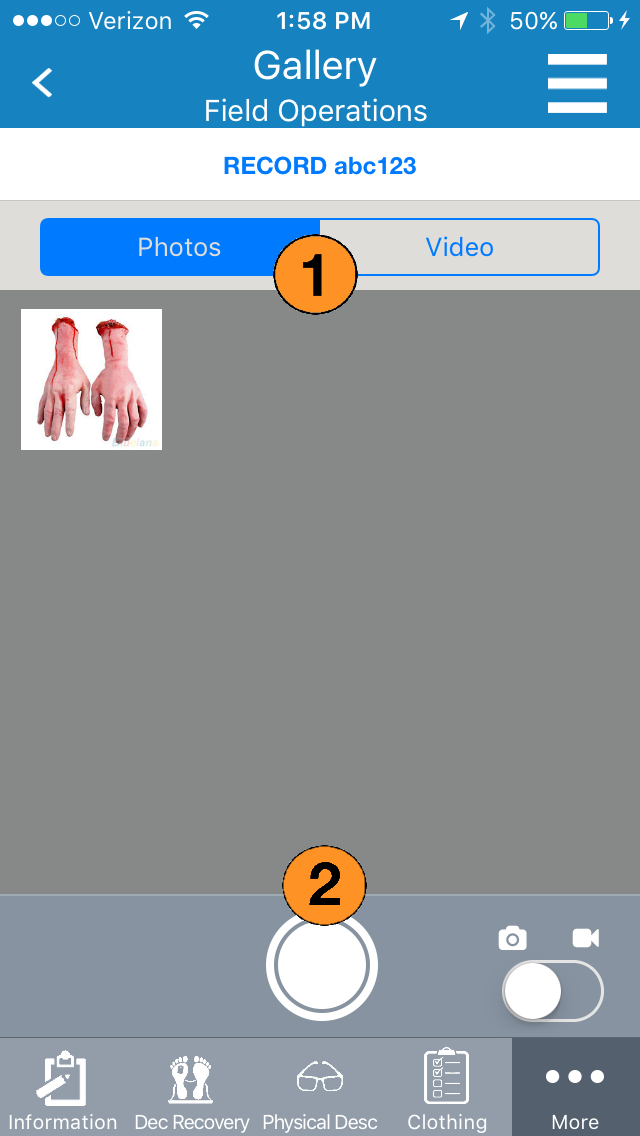 Verizon 1:58 PM 50%
Gallery
Field Operations
RECORD abc123
Photos Video
1
2
Information Dec Recovery Physical Desc Clothing More